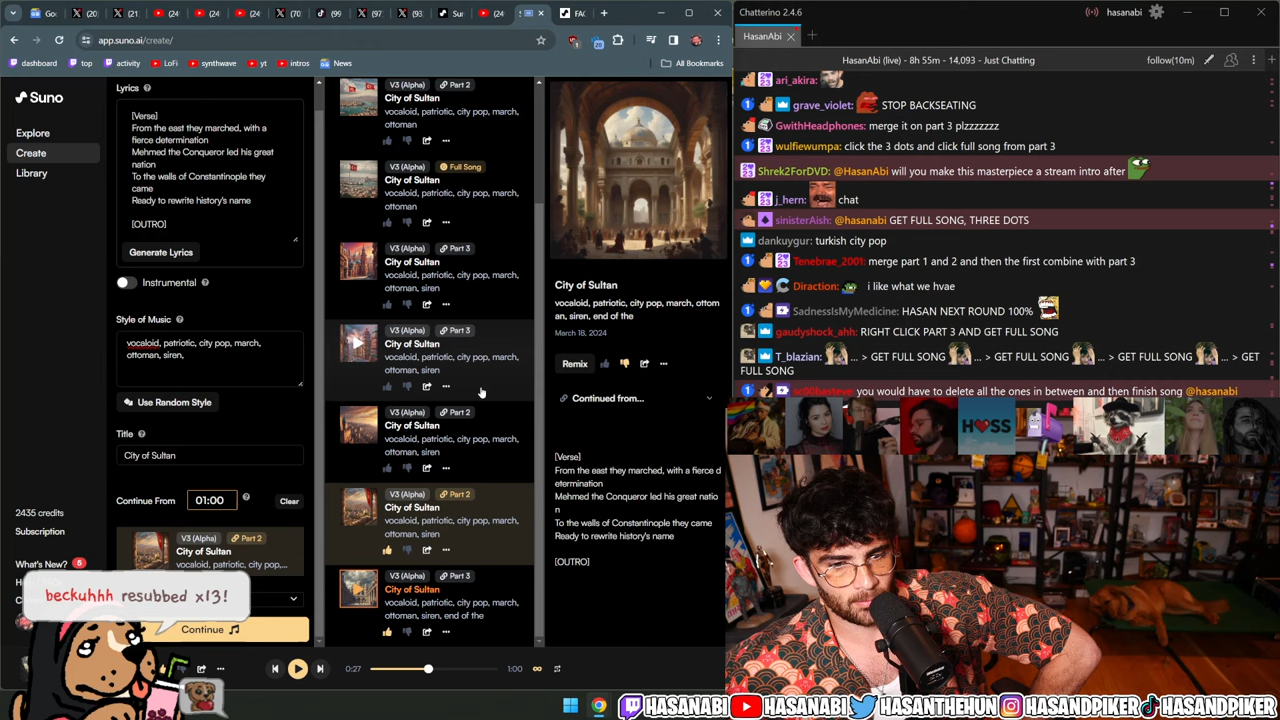 Go
(20
(21
(24
(24
(24
(70
(99
(97
(93
Sur
(24
FAC
app.suno.ai/create/
dashboard
top
activity
LoFi
synthwave
yt
intros
News
All Bookmarks
Suno
Explore
Create
Library
2435 credits
Subscription
What's New?
5
Lyrics
[Verse]
From the east they marched, with a
fierce determination
Mehmed the Conqueror led his great
nation
To the walls of Constantinople they
came
Ready to rewrite history's name
[OUTRO]
Generate Lyrics
Instrumental
Style of Music
vocaloid, patriotic, city pop, march,
ottoman, siren,
Use Random Style
Title
City of Sultan
Continue From
01:00
Clear
V3 (Alpha)
Part 2
City of Sultan
vocaloid, patriotic, city pop,...
Continue
beckuhhh resubbed x13!
V3 (Alpha)
Part 2
City of Sultan
vocaloid, patriotic, city pop, march,
ottoman
V3 (Alpha)
Full Song
City of Sultan
vocaloid, patriotic, city pop, march,
ottoman
V3 (Alpha)
Part 3
City of Sultan
vocaloid, patriotic, city pop, march,
ottoman, siren
V3 (Alpha)
Part 3
City of Sultan
vocaloid, patriotic, city pop, march,
ottoman, siren
V3 (Alpha)
Part 2
City of Sultan
vocaloid, patriotic, city pop, march,
ottoman, siren
V3 (Alpha)
Part 2
City of Sultan
vocaloid, patriotic, city pop, march,
ottoman, siren
V3 (Alpha)
Part 3
City of Sultan
vocaloid, patriotic, city pop, march,
ottoman, siren, end of the
0:27
1:00
City of Sultan
vocaloid, patriotic, city pop, march, ottom
an, siren, end of the
March 18, 2024
Remix
Continued from...
[Verse]
From the east they marched, with a fierce d
etermination
Mehmed the Conqueror led his great natio
n
To the walls of Constantinople they came
Ready to rewrite history's name
[OUTRO]
Chatterino 2.4.6
hasanabi
HasanAbi
HasanAbi (live) - 8h 55m - 14,093 - Just Chatting
follow(10m)
ari_akira:
grave_violet: STOP BACKSEATING
GwithHeadphones: merge it on part 3 plzzzzzz
wulfiewumpa: click the 3 dots and click full song from part 3
Shrek2ForDVD: @HasanAbi will you make this masterpiece a stream intro after
j_hern: chat
sinisterAish: @hasanabi GET FULL SONG, THREE DOTS
dankuygur: turkish city pop
Tenebrae_2001: merge part 1 and 2 and then the first combine with part 3
Diraction: i like what we hvae
SadnessIsMyMedicine: HASAN NEXT ROUND 100%
gaudyshock_ahh: RIGHT CLICK PART 3 AND GET FULL SONG
T_blazian: ... > GET FULL SONG ... > GET FULL SONG ... > GET FULL SONG ... > GET
FULL SONG
you would have to delete all the ones in between and then finish song @hasanabi
HOSS
HASANABI
HASANABI
HASANTHEHUN
HASANDPIKER
HASANDPIKER